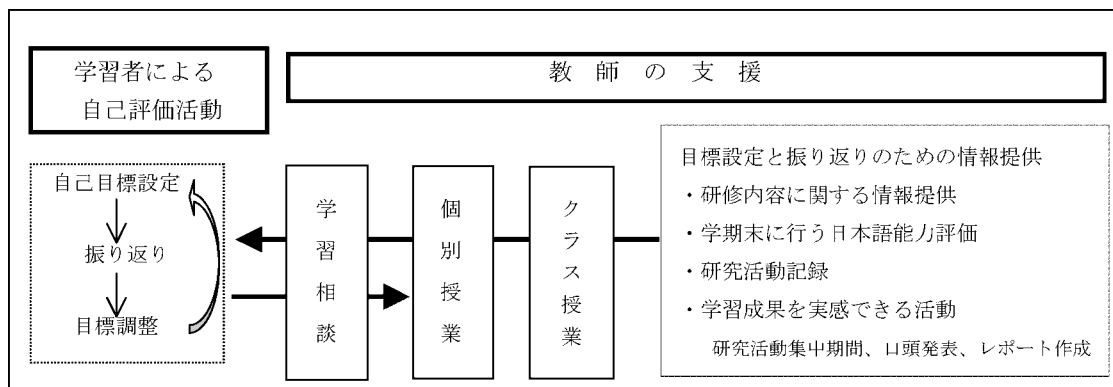 学習者による
自己評価活動
教師の支援
自己目標設定
振り返り
目標調整
学習相談
個別授業
クラス授業
目標設定と振り返りのための情報提供
・研修内容に関する情報提供
・学期末に行う日本語能力評価
・研究活動記録
・学習成果を実感できる活動
研究活動集中期間、口頭発表、レポート作成